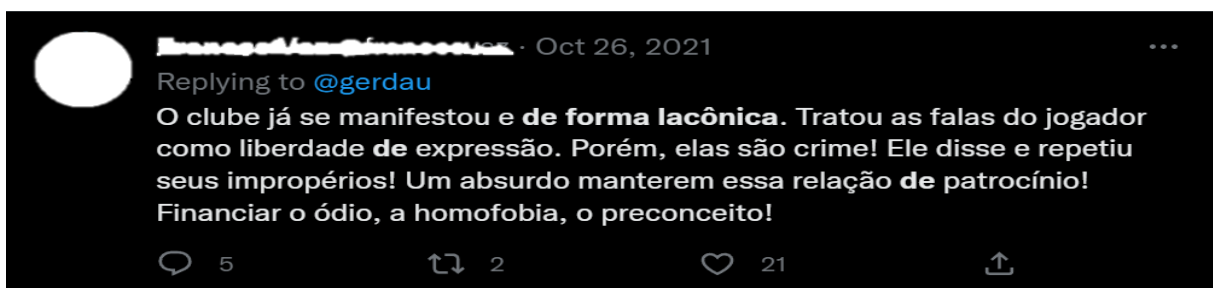 · Oct 26, 2021
Replying to @gerdau
O clube já se manifestou e de forma lacônica. Tratou as falas do jogador
como liberdade de expressão. Porém, elas são crime! Ele disse e repetiu
seus impropérios! Um absurdo manterem essa relação de patrocínio!
Financiar o ódio, a homofobia, o preconceito!
5 2 21